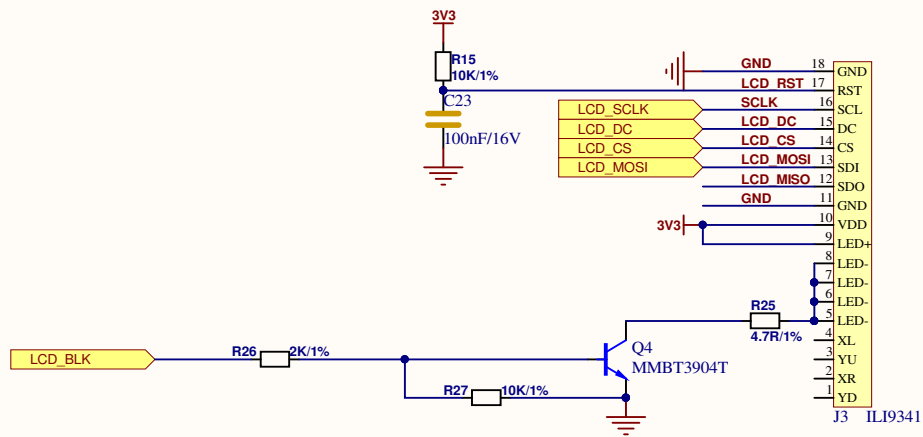 3V3
R15
10K/1%
C23
100nF/16V
GND 18 GND
LCD_RST 17 RST
LCD_SCLK SCLK 16 SCL
LCD_DC LCD_DC 15 DC
LCD_CS LCD_CS 14 CS
LCD_MOSI LCD_MOSI 13 SDI
LCD_MISO 12 SDO
GND 11 GND
3V3 10 VDD
9 LED+
8 LED-
7 LED-
6 LED-
R25 5 LED-
4.7R/1% 4 XL
3 YU
2 XR
1 YD
J3 ILI9341
LCD_BLK R26 2K/1%
Q4
MMBT3904T
R27 10K/1%